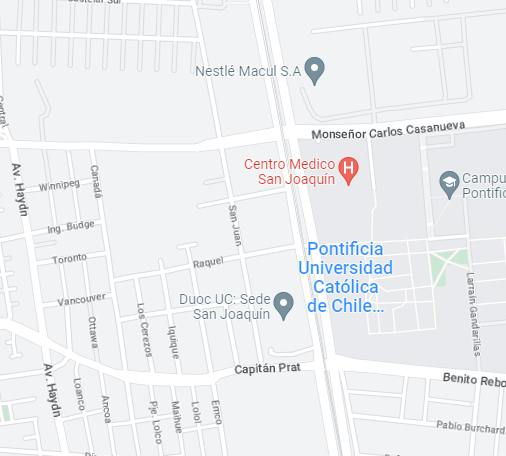 Nestlé Macul S.A
Monseñor Carlos Casanueva
Central
Centro Medico
San Joaquín
Av. Haydn
Canadá
Winnipeg
Campu
Pontific
San Juan
Ing. Budge
Toronto
Raquel
Pontificia
Universidad
Católica
de Chile...
Vancouver
Duoc UC: Sede
San Joaquín
Larraín Gandarillas
Ottawa
Los Cerezos
Iquique
Capitán Prat
Av. Haydn
Loanco
Ancoa
Pje. Lolco
Maihue
Lolol
Emco
Benito Rebo
Pablo Burchard